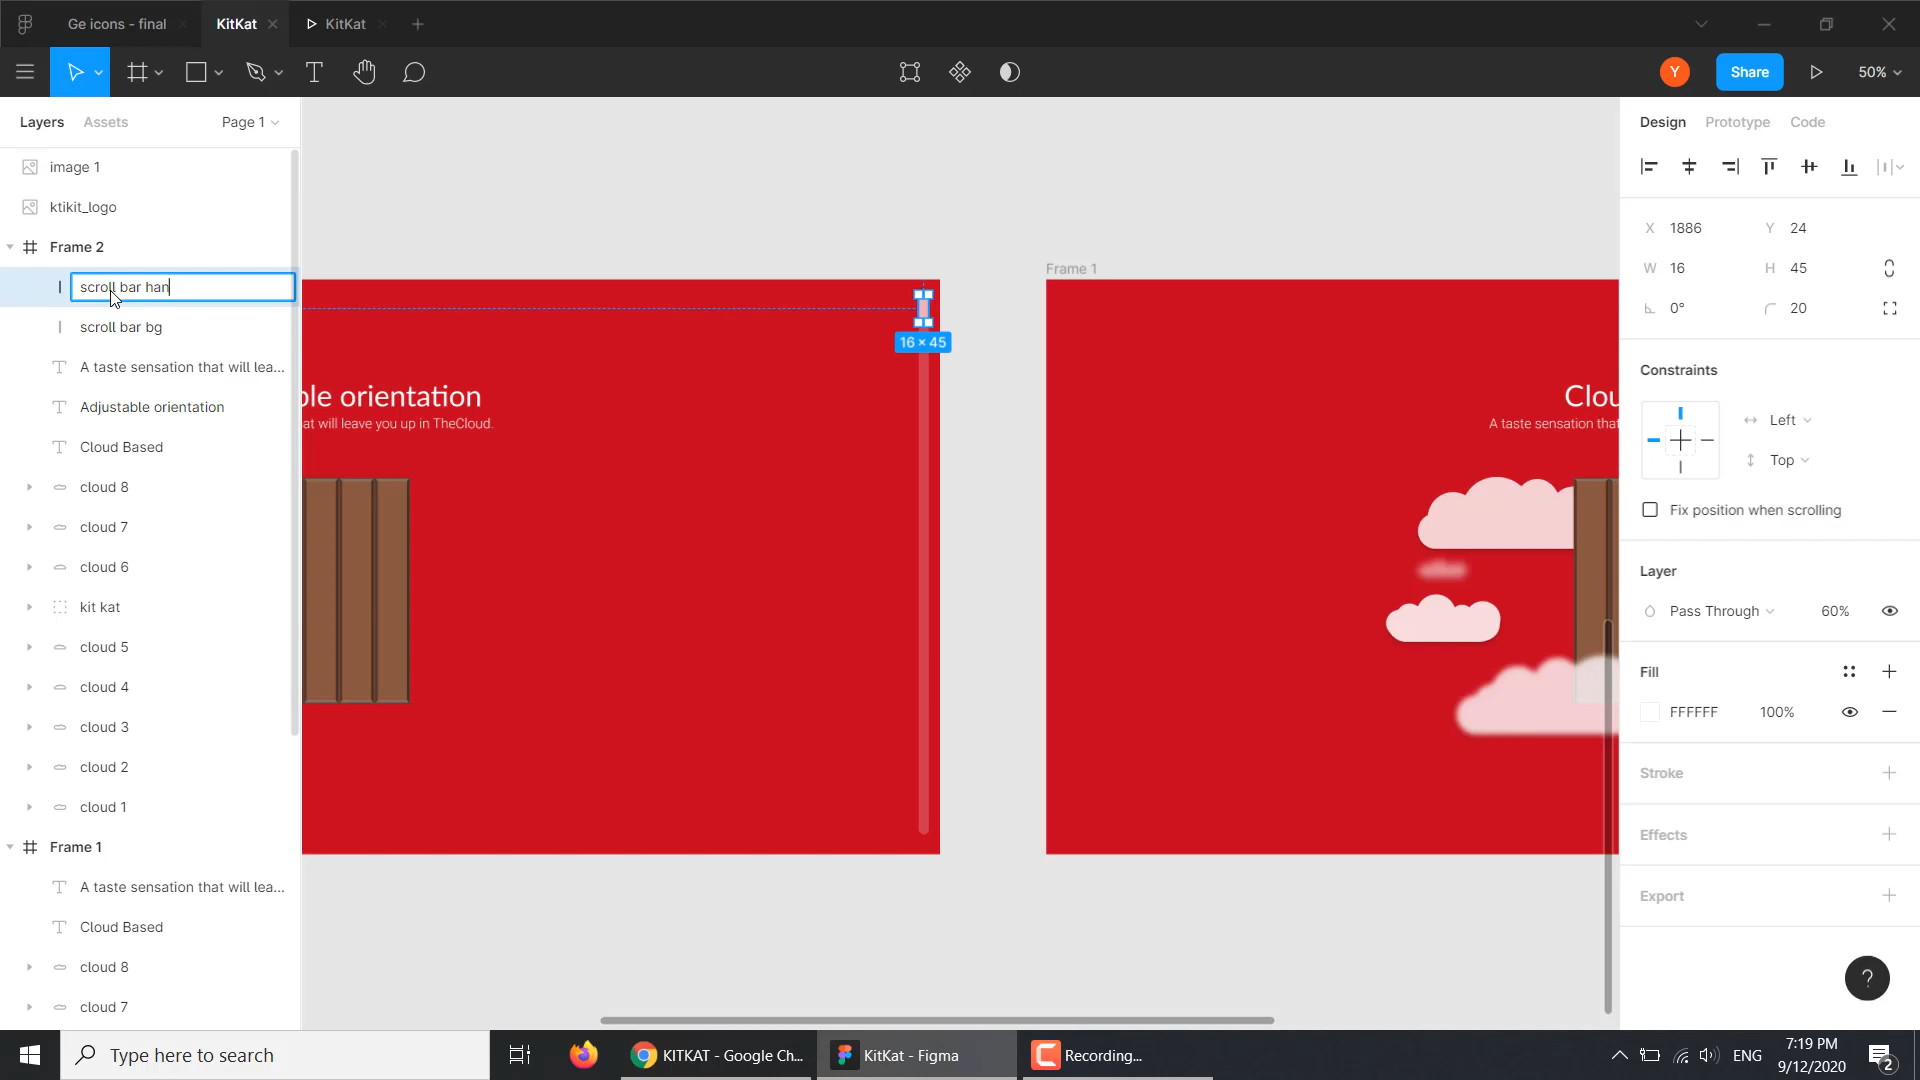 Ge icons - final
KitKat
KitKat
Share
50%
Layers
Assets
Page 1
Design
Prototype
Code
image 1
ktikit_logo
Frame 2
scroll bar han
scroll bar bg
A taste sensation that will lea...
Adjustable orientation
Cloud Based
cloud 8
cloud 7
cloud 6
kit kat
cloud 5
cloud 4
cloud 3
cloud 2
cloud 1
Frame 1
A taste sensation that will lea...
Cloud Based
cloud 8
cloud 7
16 × 45
ble orientation
at will leave you up in TheCloud.
Frame 1
Clou
A taste sensation tha
X 1886 Y 24
W 16 H 45
0° 20
Constraints
Left
Top
Fix position when scrolling
Layer
Pass Through 60%
Fill
FFFFFF 100%
Stroke
Effects
Export
?
Y
Type here to search
KITKAT - Google Ch...
KitKat - Figma
Recording...
ENG
7:19 PM
9/12/2020
2